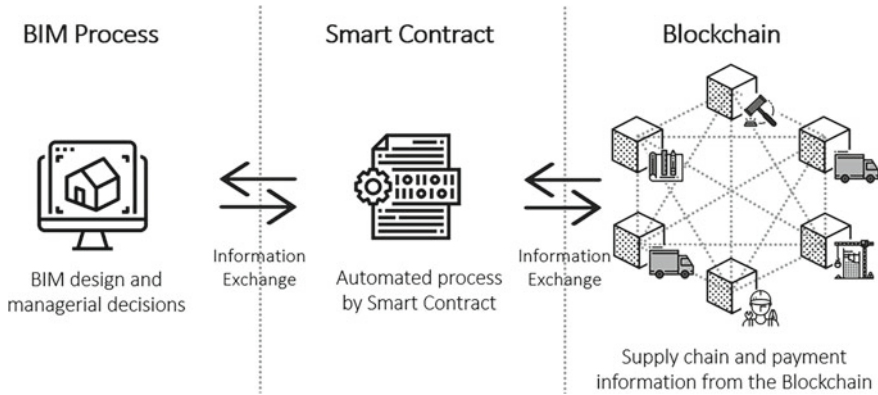 BIM Process
Smart Contract
Blockchain
Information
Exchange
Information
Exchange
BIM design and
managerial decisions
Automated process
by Smart Contract
Supply chain and payment
information from the Blockchain